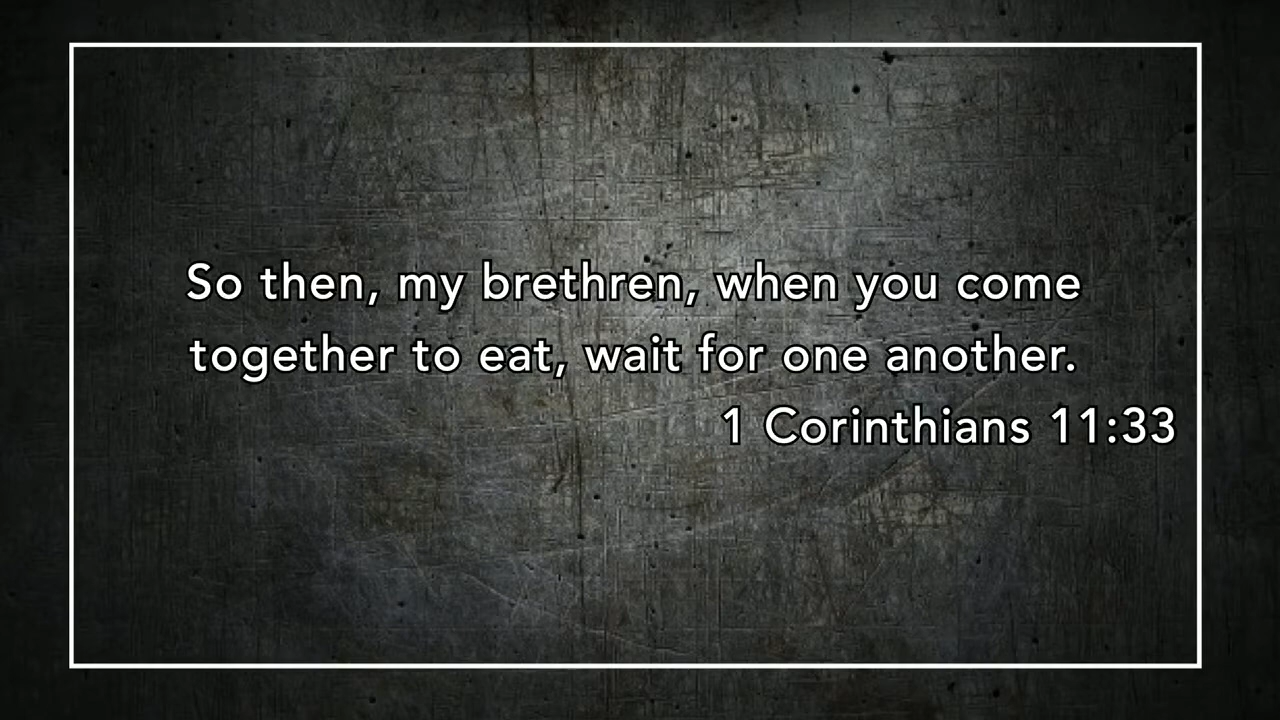 So then, my brethren, when you come
together to eat, wait for one another.
1 Corinthians 11:33